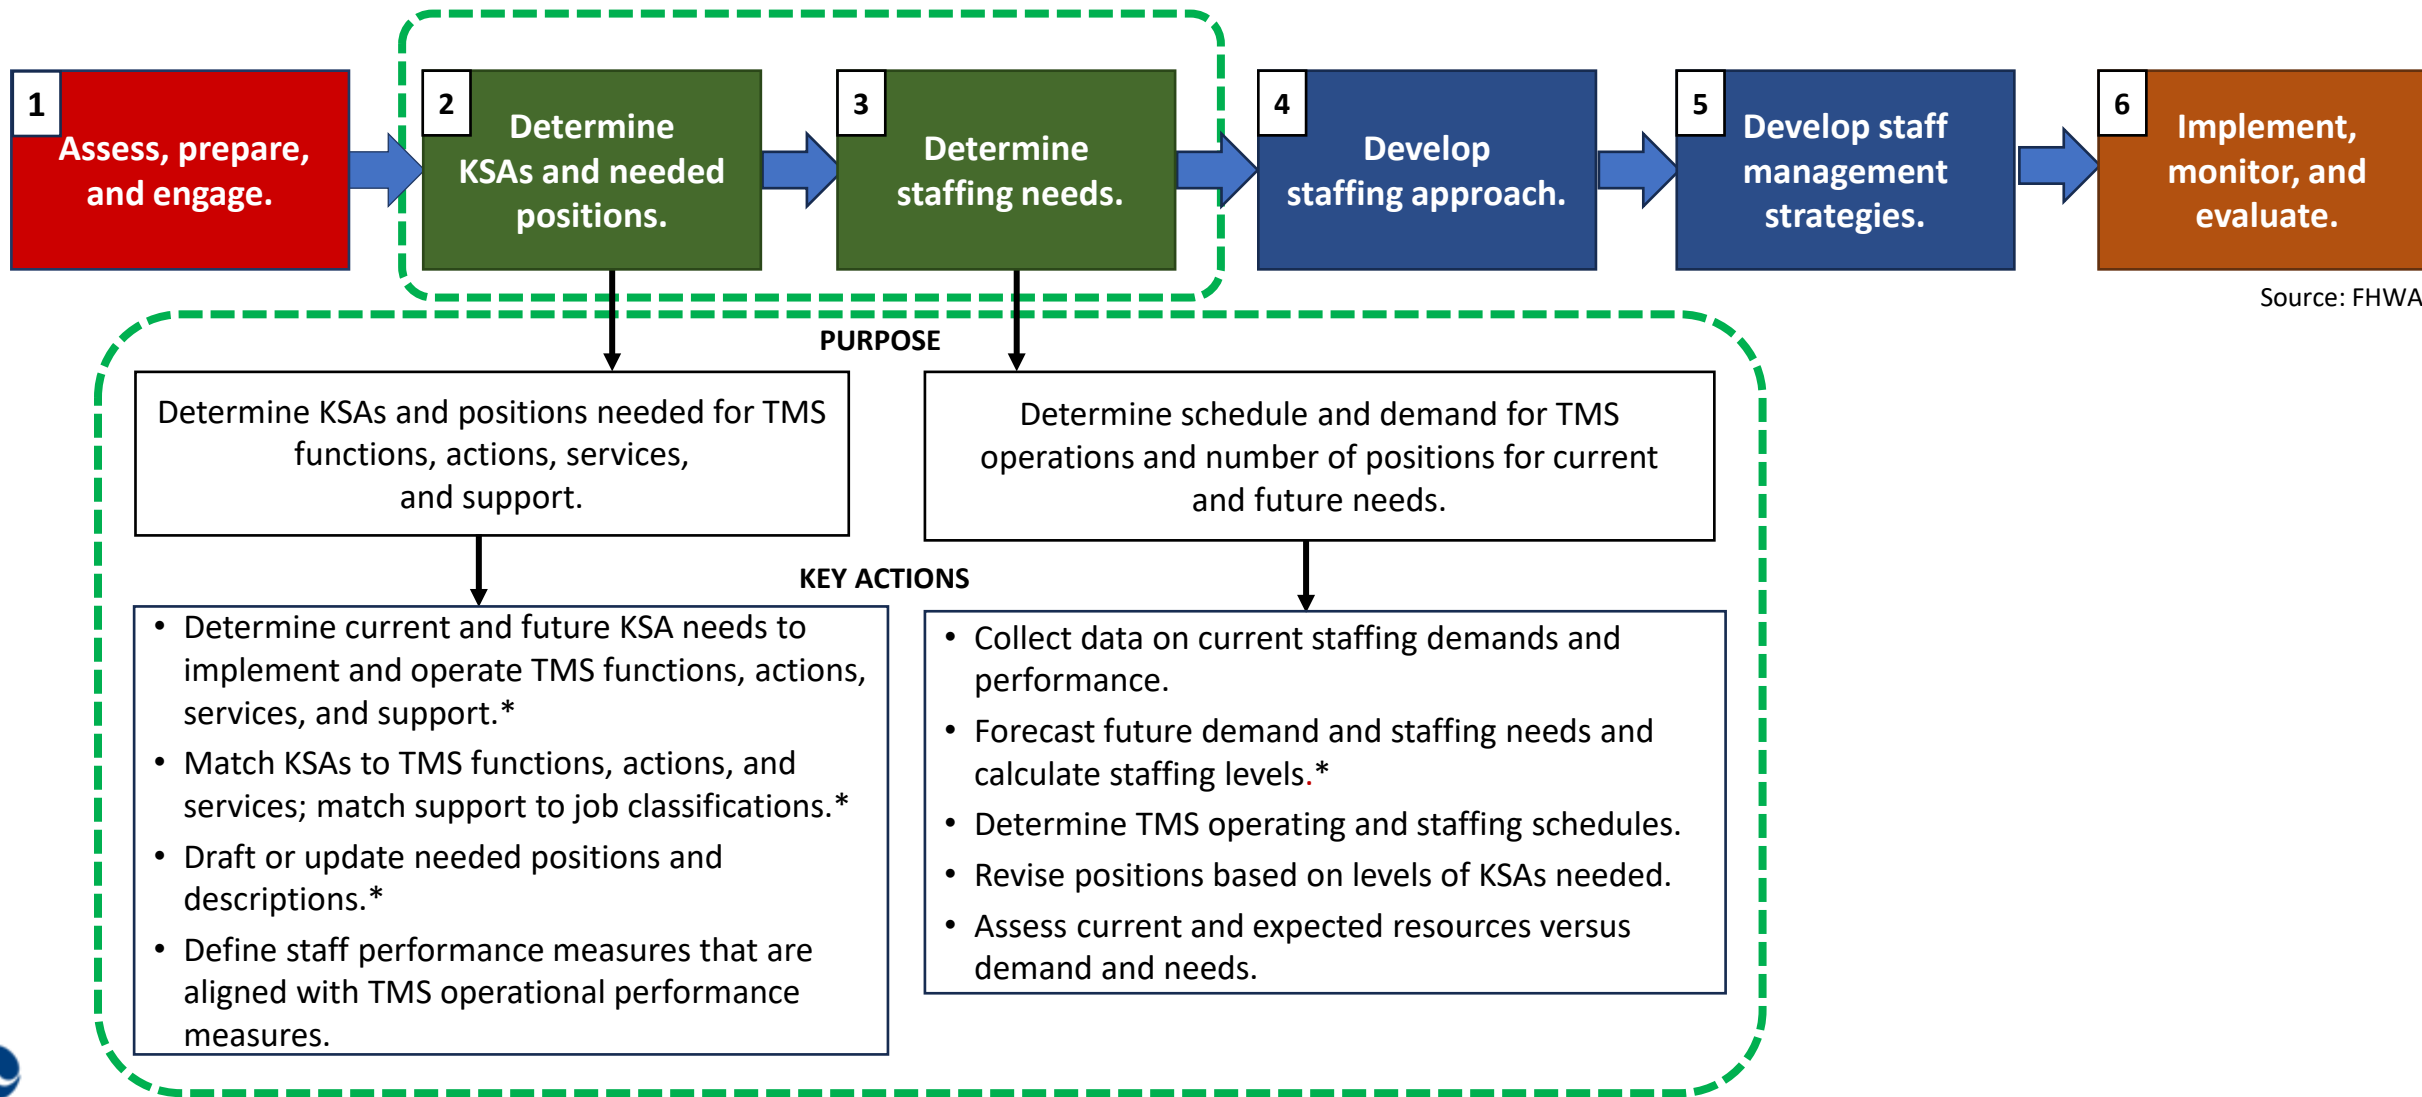 1
Assess, prepare,
and engage.
2
Determine
KSAs and needed
positions.
3
Determine
staffing needs.
4
Develop
staffing approach.
5
Develop staff
management
strategies.
6
Implement,
monitor, and
evaluate.
Source: FHWA
PURPOSE
Determine KSAs and positions needed for TMS
functions, actions, services,
and support.
Determine schedule and demand for TMS
operations and number of positions for current
and future needs.
KEY ACTIONS
• Determine current and future KSA needs to
implement and operate TMS functions, actions,
services, and support.*
• Match KSAs to TMS functions, actions, and
services; match support to job classifications.*
• Draft or update needed positions and
descriptions.*
• Define staff performance measures that are
aligned with TMS operational performance
measures.
• Collect data on current staffing demands and
performance.
• Forecast future demand and staffing needs and
calculate staffing levels.*
• Determine TMS operating and staffing schedules.
• Revise positions based on levels of KSAs needed.
• Assess current and expected resources versus
demand and needs.